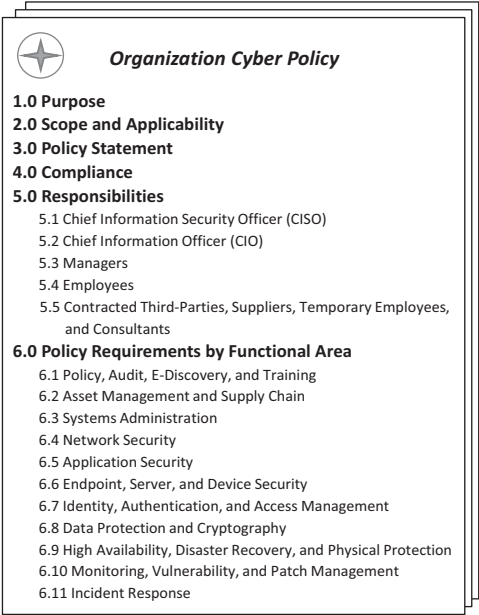 Organization Cyber Policy
1.0 Purpose
2.0 Scope and Applicability
3.0 Policy Statement
4.0 Compliance
5.0 Responsibilities
5.1 Chief Information Security Officer (CISO)
5.2 Chief Information Officer (CIO)
5.3 Managers
5.4 Employees
5.5 Contracted Third-Parties, Suppliers, Temporary Employees,
and Consultants
6.0 Policy Requirements by Functional Area
6.1 Policy, Audit, E-Discovery, and Training
6.2 Asset Management and Supply Chain
6.3 Systems Administration
6.4 Network Security
6.5 Application Security
6.6 Endpoint, Server, and Device Security
6.7 Identity, Authentication, and Access Management
6.8 Data Protection and Cryptography
6.9 High Availability, Disaster Recovery, and Physical Protection
6.10 Monitoring, Vulnerability, and Patch Management
6.11 Incident Response